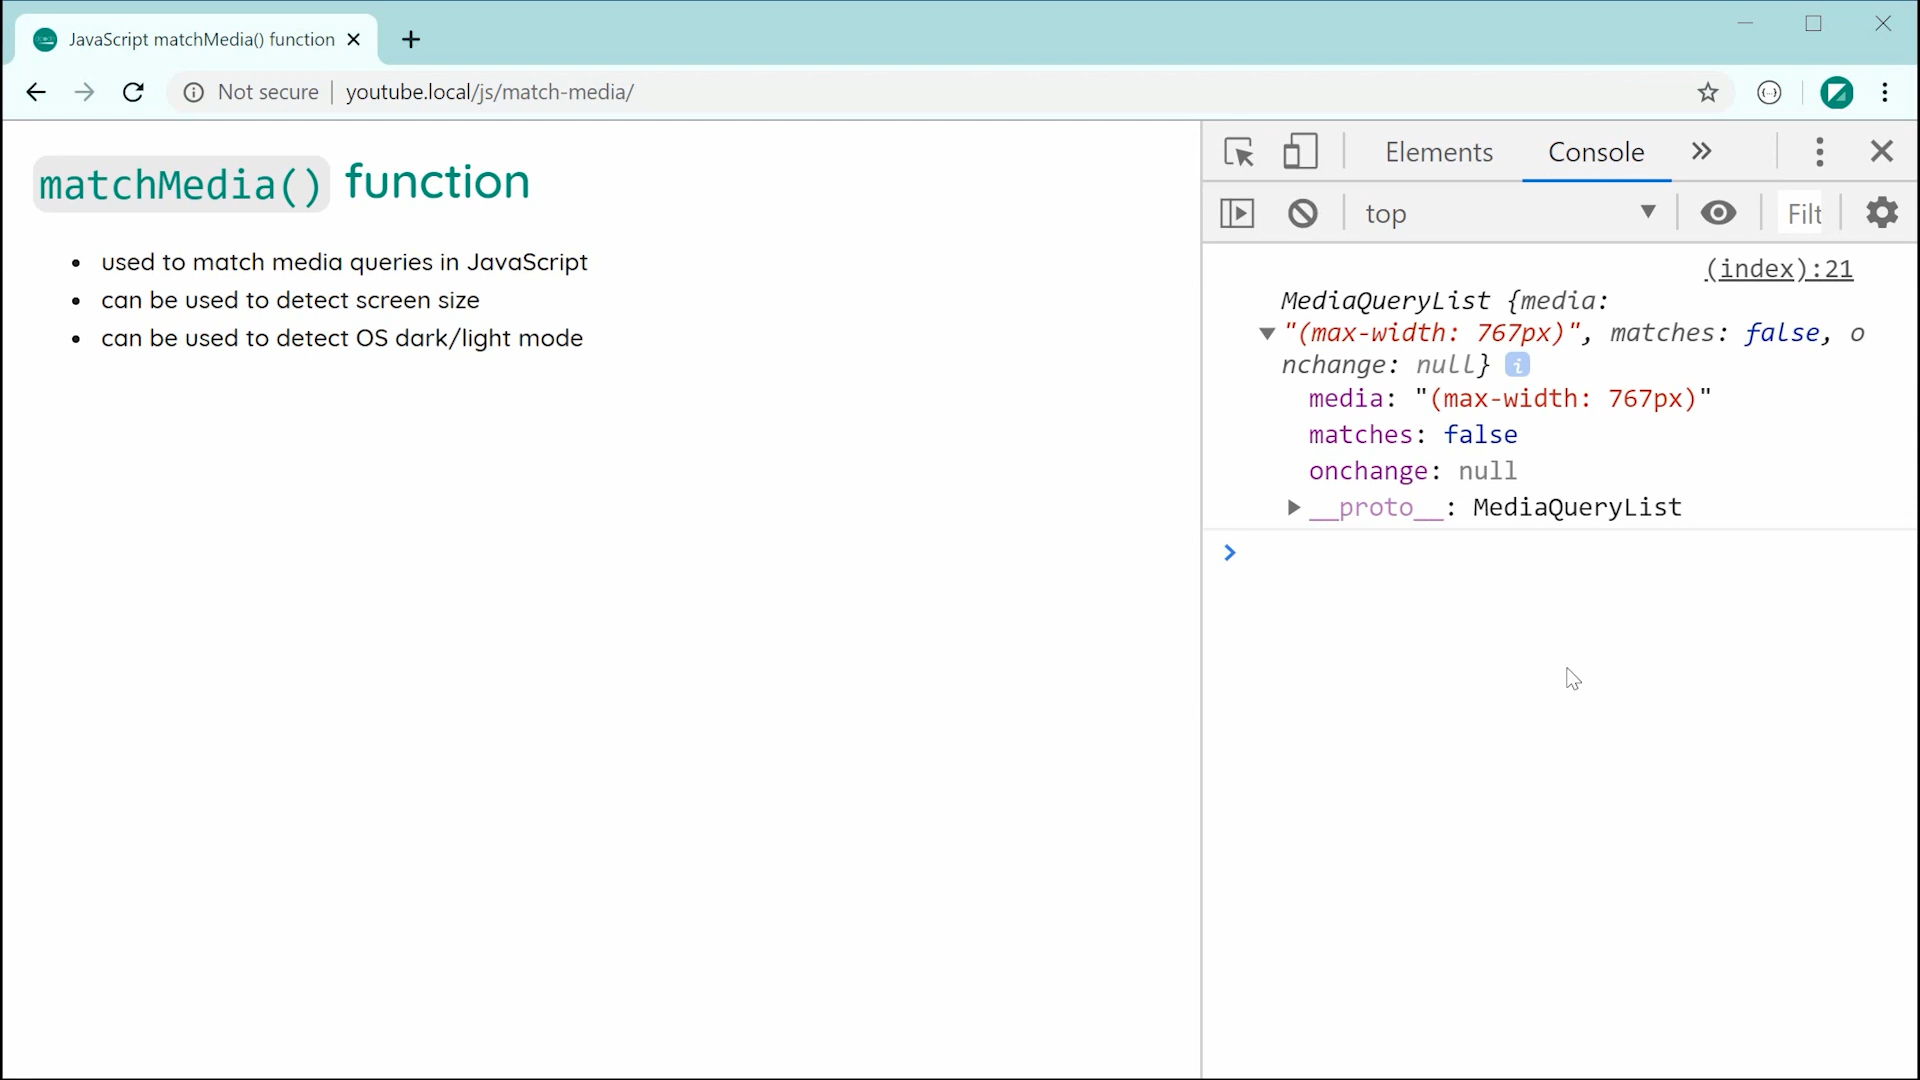 JavaScript matchMedia() function
Not secure | youtube.local/js/match-media/
matchMedia() function
• used to match media queries in JavaScript
• can be used to detect screen size
• can be used to detect OS dark/light mode
Elements Console
top Filt
(index):21
MediaQueryList {media:
"(max-width: 767px)", matches: false, o
nchange: null} i
media: "(max-width: 767px)"
matches: false
onchange: null
__proto__: MediaQueryList